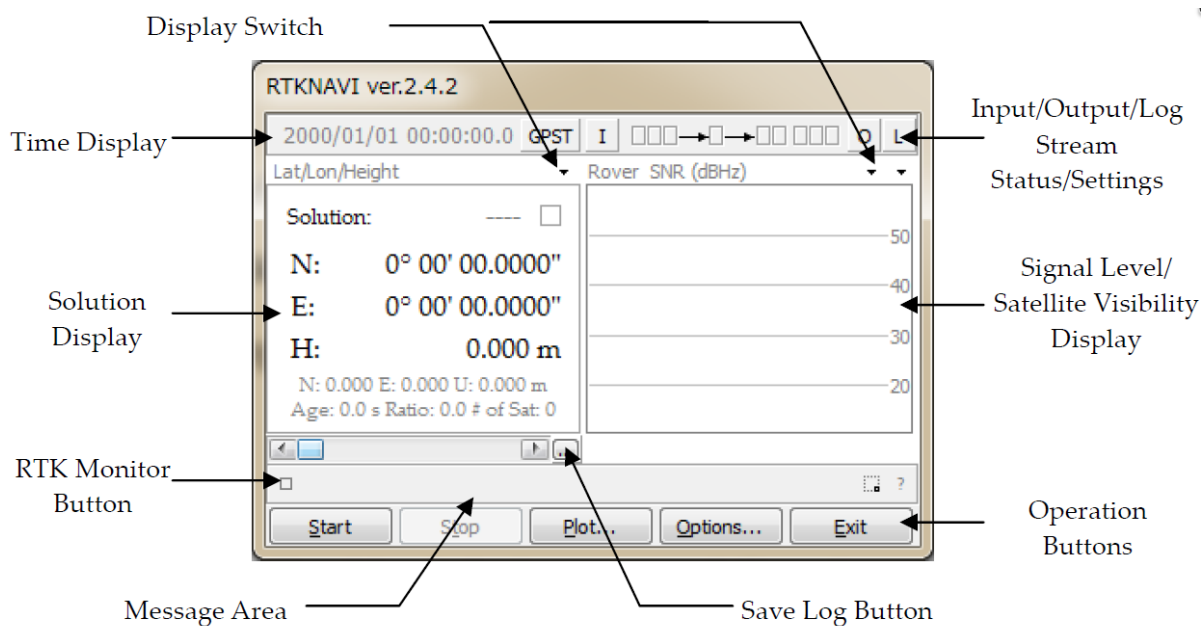 Display Switch
RTKNAVI ver.2.4.2
Time Display
2000/01/01 00:00:00.0 GPST I O L
Input/Output/Log
Stream
Status/Settings
Lat/Lon/Height
Rover SNR (dBHz)
Solution: ----
N: 0° 00' 00.0000"
E: 0° 00' 00.0000"
H: 0.000 m
N: 0.000 E: 0.000 U: 0.000 m
Age: 0.0 s Ratio: 0.0 # of Sat: 0
50
40
30
20
Solution
Display
Signal Level/
Satellite Visibility
Display
RTK Monitor
Button
...
?
Start Stop Plot... Options... Exit
Operation
Buttons
Message Area
Save Log Button